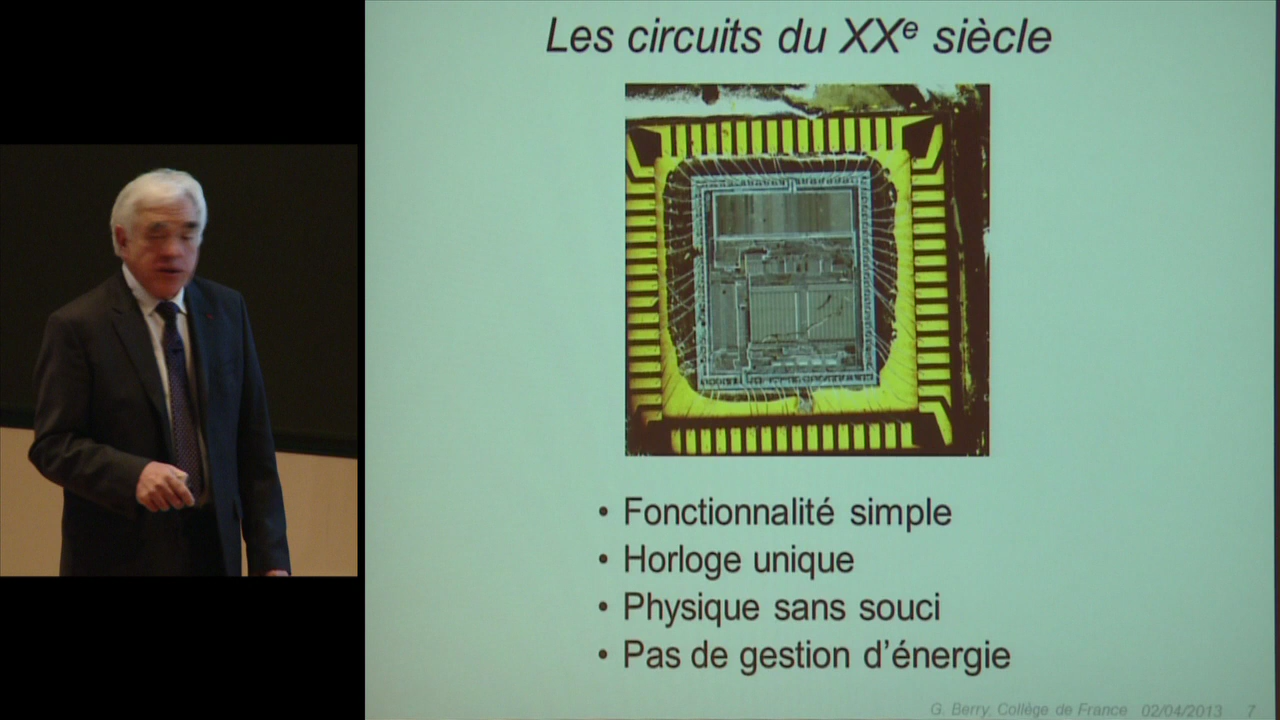 Les circuits du XXe siècle
• Fonctionnalité simple
• Horloge unique
• Physique sans souci
• Pas de gestion d'énergie
G. Berry, Collège de France 02/04/2013 7